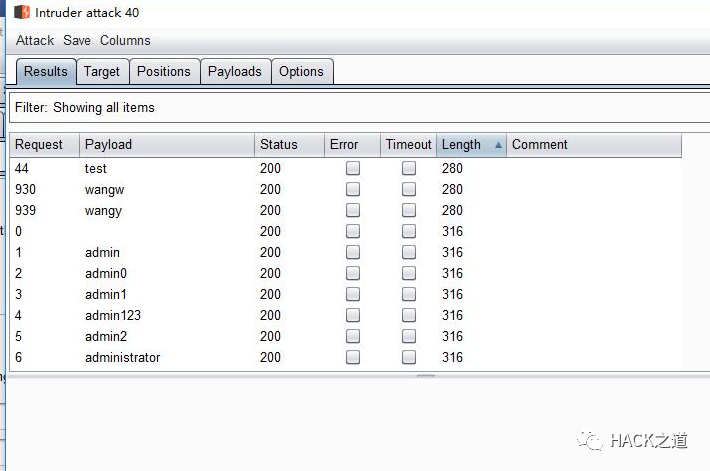 Intruder attack 40
Attack Save Columns
Results Target Positions Payloads Options
Filter: Showing all items
Request Payload Status Error Timeout Length Comment
44 test 200 280
930 wangw 200 280
939 wangy 200 280
0 200 316
1 admin 200 316
2 admin0 200 316
3 admin1 200 316
4 admin123 200 316
5 admin2 200 316
6 administrator 200 316
HACK之道